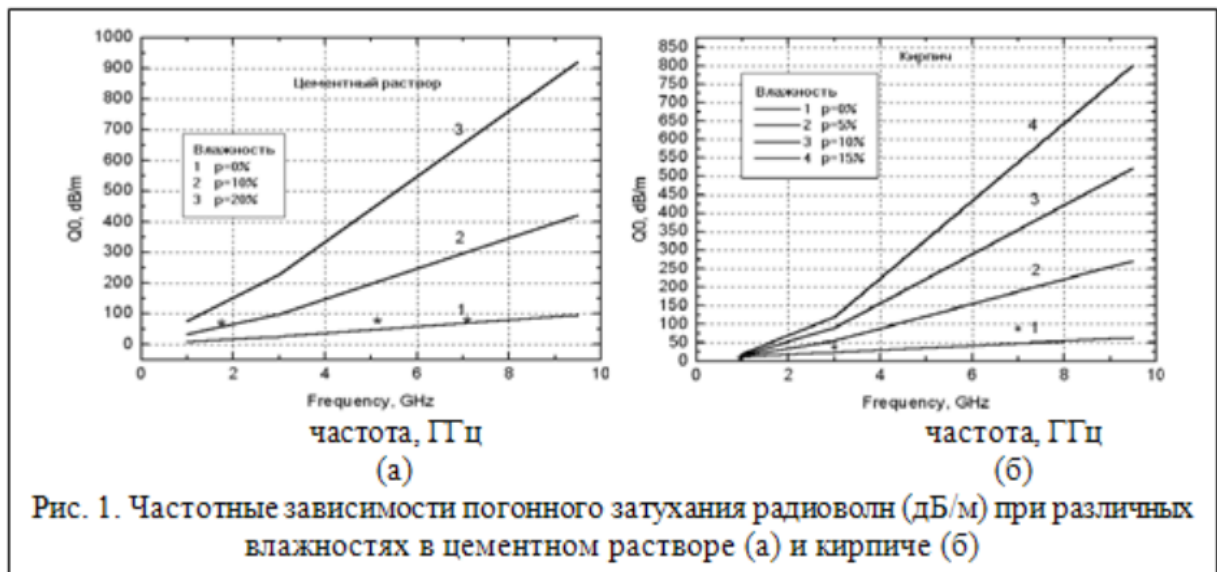 1000
900
800
700
600
500
400
300
200
100
0
Q0, dB/m
Цементный раствор
Влажность
1 p=0%
2 p=10%
3 p=20%
3
2
1
0 2 4 6 8 10
Frequency, GHz
частота, ГГц
(а)
850
800
750
700
650
600
550
500
450
400
350
300
250
200
150
100
50
0
Q0, dB/m
Кирпич
Влажность
1 p=0%
2 p=5%
3 p=10%
4 p=15%
4
3
2
1
0 2 4 6 8 10
Frequency, GHz
частота, ГГц
(б)
Рис. 1. Частотные зависимости погонного затухания радиоволн (дБ/м) при различных
влажностях в цементном растворе (а) и кирпиче (б)